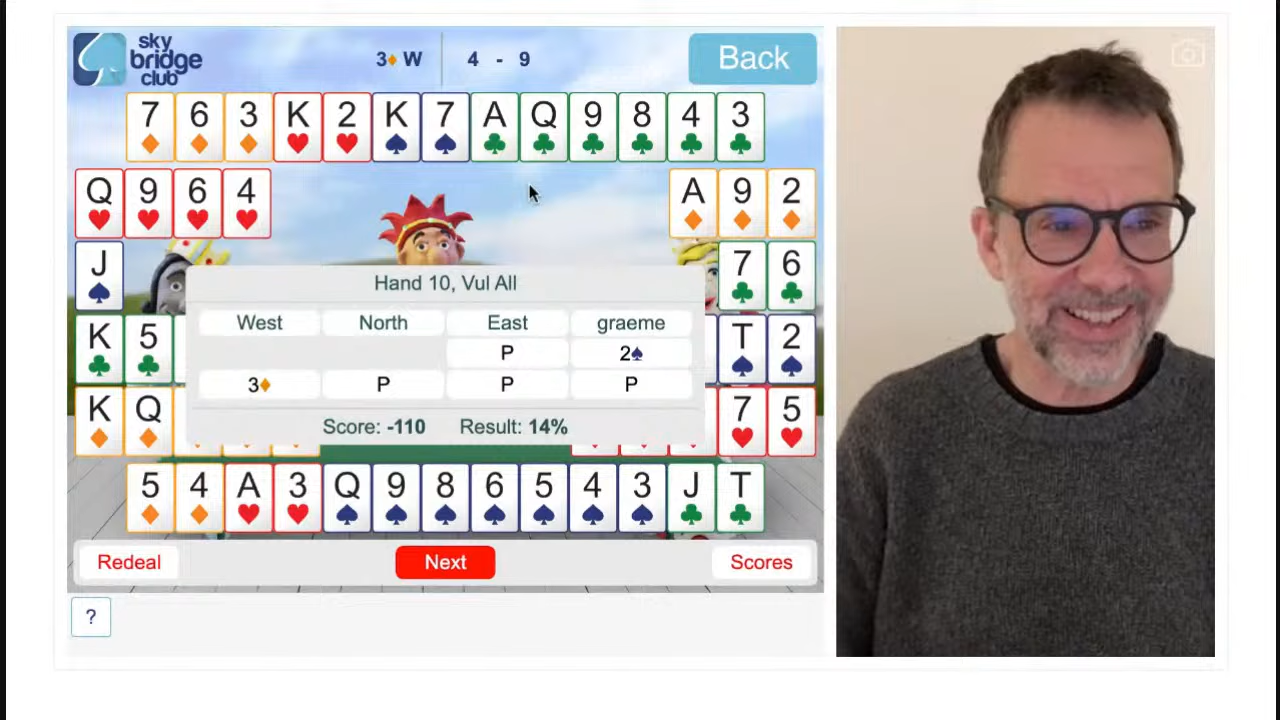 sky
bridge
club
3♦ W 4 - 9
Back
7 6 3 K 2 K 7 A Q 9 8 4 3
Q 9 6 4
A 9 2
J
7 6
Hand 10, Vul All
West North East graeme
P 2♠
3♦ P P P
Score: -110 Result: 14%
K 5
T 2
K Q
7 5
5 4 A 3 Q 9 8 6 5 4 3 J T
Redeal Next Scores
?